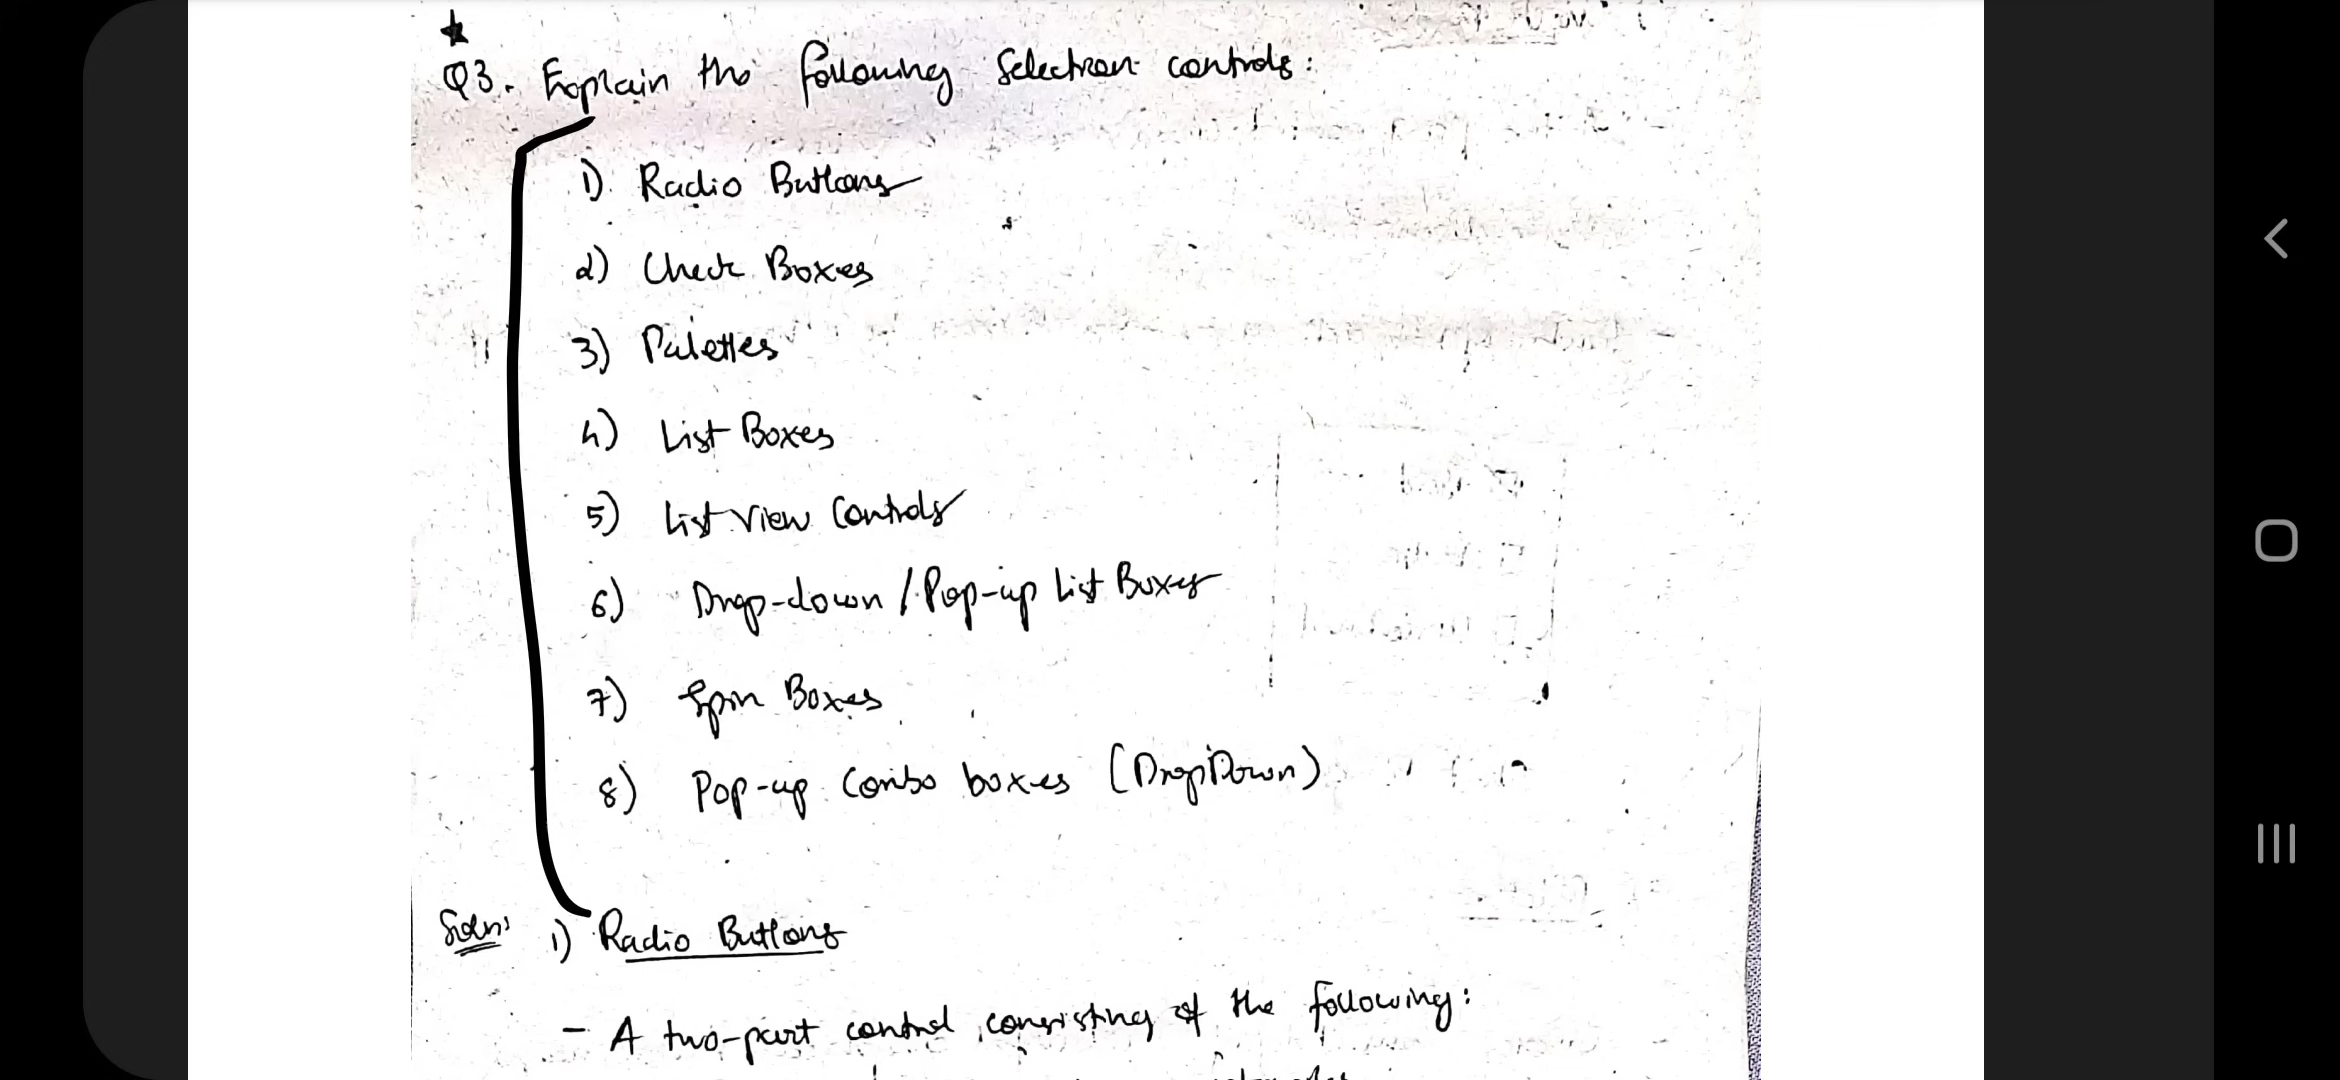 Q3. Explain the following selection controls:
1) Radio Buttons
2) Check Boxes
3) Palettes
4) List Boxes
5) List View Controls
6) Drop-down / Pop-up List Boxes
7) Spin Boxes
8) Pop-up Combo boxes (DropDown)
Soln: 1) Radio Buttons
- A two-part control, consisting of the following: